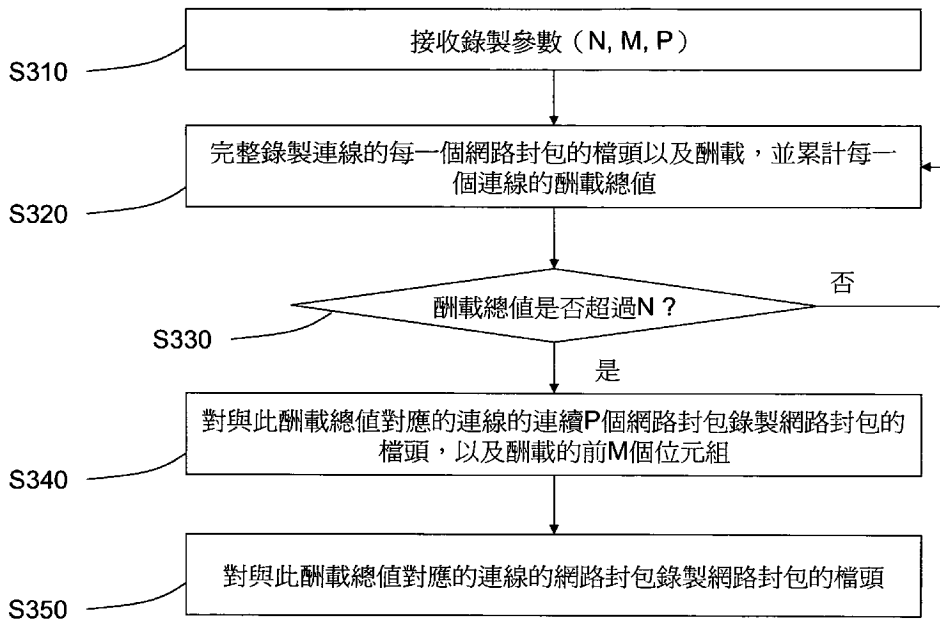 接收錄製參數（N, M, P）
S310
完整錄製連線的每一個網路封包的檔頭以及酬載，並累計每一
個連線的酬載總值
S320
否
酬載總值是否超過N？
S330
是
對與此酬載總值對應的連線的連續P個網路封包錄製網路封包的
檔頭，以及酬載的前M個位元組
S340
對與此酬載總值對應的連線的網路封包錄製網路封包的檔頭
S350